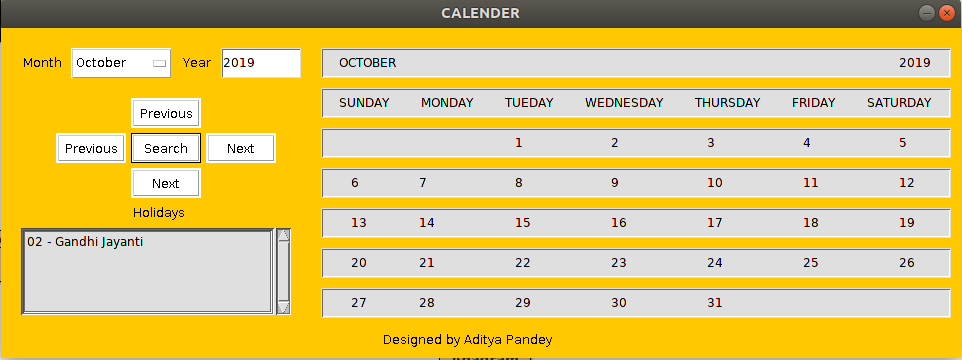 CALENDER
Month October Year 2019
Previous
Previous Search Next
Next
Holidays
02 - Gandhi Jayanti
OCTOBER 2019
SUNDAY MONDAY TUEDAY WEDNESDAY THURSDAY FRIDAY SATURDAY
1 2 3 4 5
6 7 8 9 10 11 12
13 14 15 16 17 18 19
20 21 22 23 24 25 26
27 28 29 30 31
Designed by Aditya Pandey